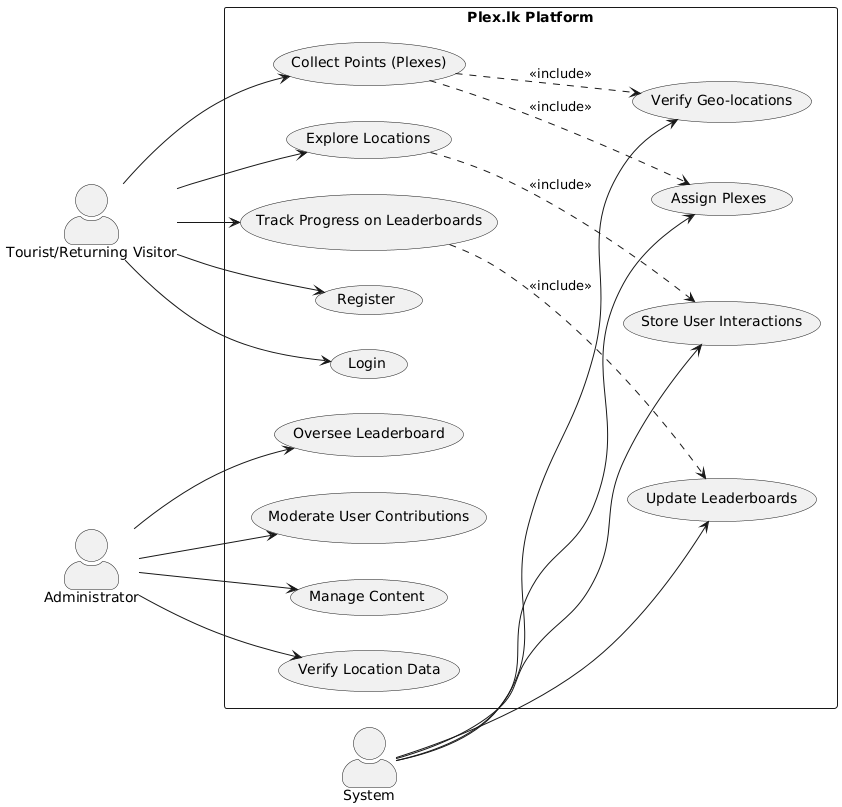 Plex.lk Platform
Collect Points (Plexes)
«include»
Verify Geo-locations
«include»
Explore Locations
«include»
Assign Plexes
Track Progress on Leaderboards
Tourist/Returning Visitor
«include»
Register
Store User Interactions
Login
Oversee Leaderboard
Update Leaderboards
Moderate User Contributions
Administrator
Manage Content
Verify Location Data
System